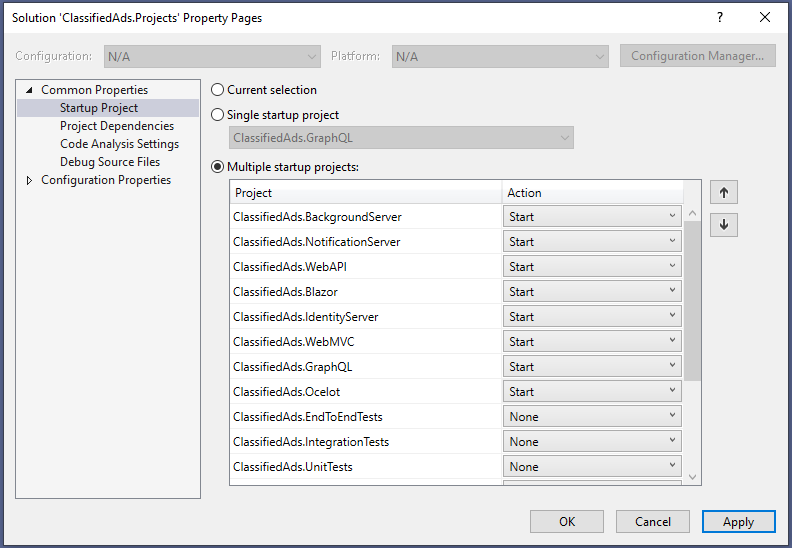 Solution 'ClassifiedAds.Projects' Property Pages
Configuration: N/A Platform: N/A Configuration Manager...
Common Properties
Startup Project
Project Dependencies
Code Analysis Settings
Debug Source Files
Configuration Properties
Current selection
Single startup project
ClassifiedAds.GraphQL
Multiple startup projects:
Project Action
ClassifiedAds.BackgroundServer Start
ClassifiedAds.NotificationServer Start
ClassifiedAds.WebAPI Start
ClassifiedAds.Blazor Start
ClassifiedAds.IdentityServer Start
ClassifiedAds.WebMVC Start
ClassifiedAds.GraphQL Start
ClassifiedAds.Ocelot Start
ClassifiedAds.EndToEndTests None
ClassifiedAds.IntegrationTests None
ClassifiedAds.UnitTests None
OK Cancel Apply